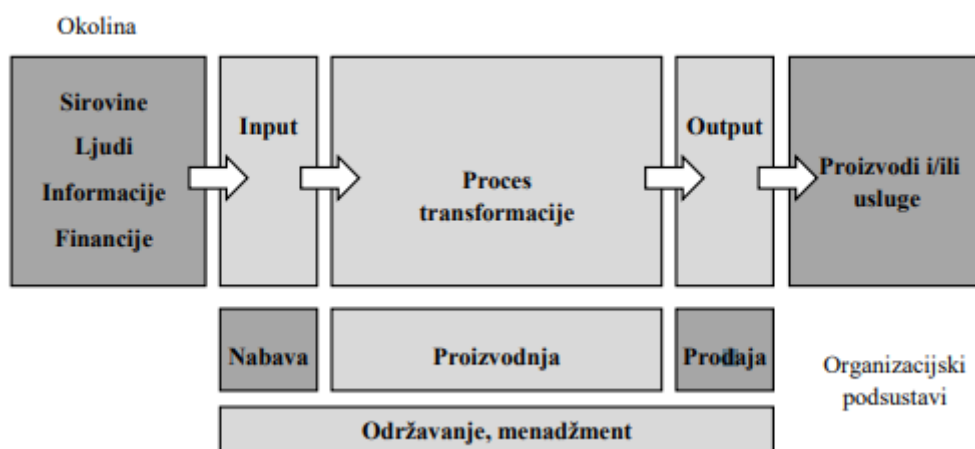 Okolina
Sirovine
Ljudi
Informacije
Financije
Input
Proces
transformacije
Output
Proizvodi i/ili
usluge
Nabava
Proizvodnja
Prodaja
Organizacijski
podsustavi
Održavanje, menadžment